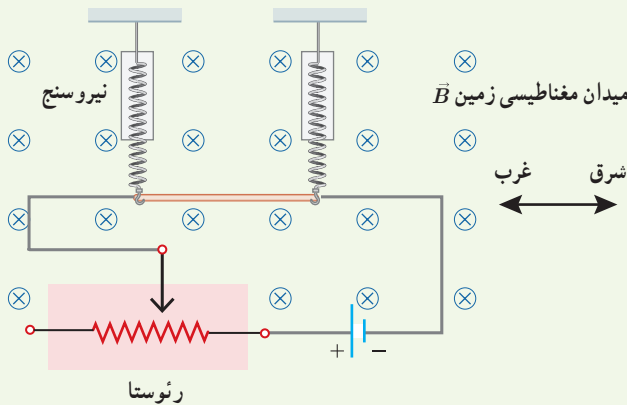 نیروسنج
میدان مغناطیسی زمین B
شرق
غرب
+ −
رئوستا